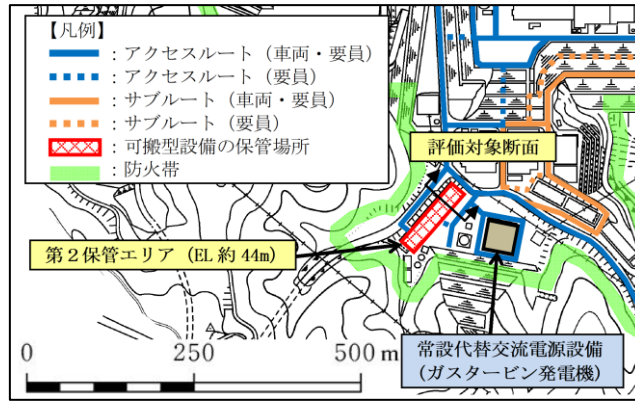 【凡例】
：アクセスルート（車両・要員）
：アクセスルート（要員）
：サブルート（車両・要員）
：サブルート（要員）
：可搬型設備の保管場所
：防火帯
評価対象断面
第２保管エリア（EL 約 44m）
常設代替交流電源設備
（ガスタービン発電機）
0 250 500 m